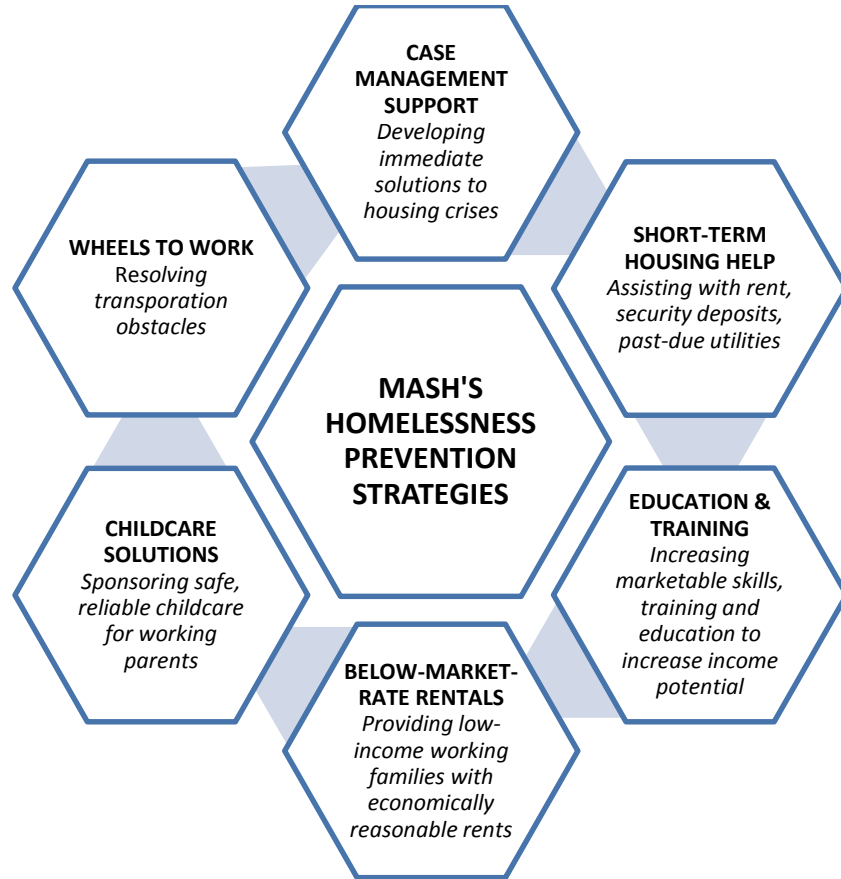 CASE
MANAGEMENT
SUPPORT
Developing
immediate
solutions to
housing crises
SHORT-TERM
HOUSING HELP
Assisting with rent,
security deposits,
past-due utilities
EDUCATION &
TRAINING
Increasing
marketable skills,
training and
education to
increase income
potential
BELOW-MARKET-
RATE RENTALS
Providing low-
income working
families with
economically
reasonable rents
CHILDCARE
SOLUTIONS
Sponsoring safe,
reliable childcare
for working
parents
WHEELS TO WORK
Resolving
transporation
obstacles
MASH'S
HOMELESSNESS
PREVENTION
STRATEGIES